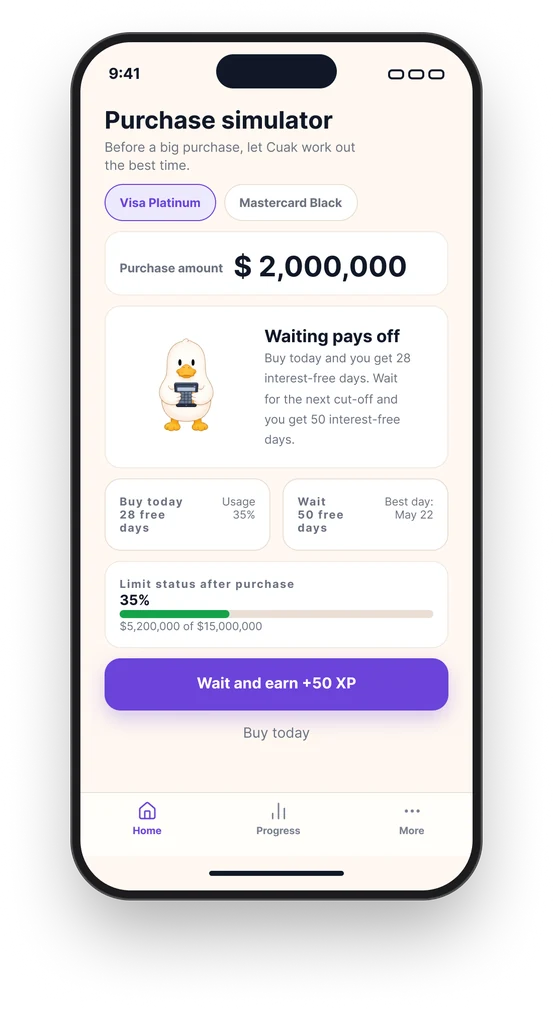 9:41
Purchase simulator
Before a big purchase, let Cuak work out
the best time.
Visa Platinum
Mastercard Black
Purchase amount $ 2,000,000
Waiting pays off
Buy today and you get 28
interest-free days. Wait
for the next cut-off and
you get 50 interest-free
days.
Buy today
28 free
days
Usage
35%
Wait
50 free
days
Best day:
May 22
Limit status after purchase
35%
$5,200,000 of $15,000,000
Wait and earn +50 XP
Buy today
Home
Progress
More